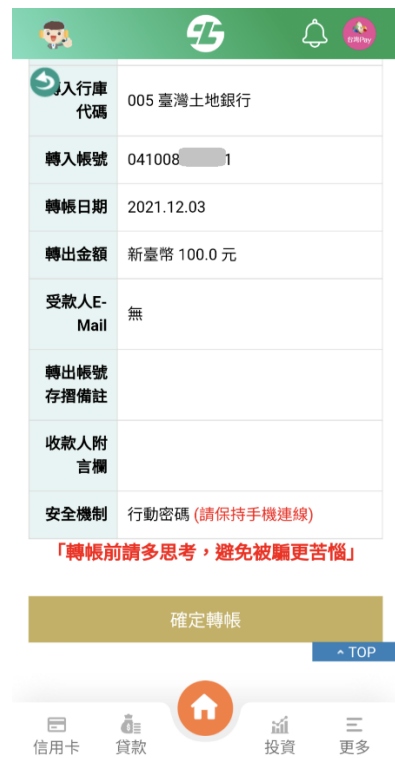 台灣Pay
轉入行庫
代碼
005 臺灣土地銀行
轉入帳號
041008 1
轉帳日期
2021.12.03
轉出金額
新臺幣 100.0 元
受款人E-
Mail
無
轉出帳號
存摺備註
收款人附
言欄
安全機制
行動密碼 (請保持手機連線)
「轉帳前請多思考，避免被騙更苦惱」
確定轉帳
^ TOP
信用卡
貸款
投資
更多